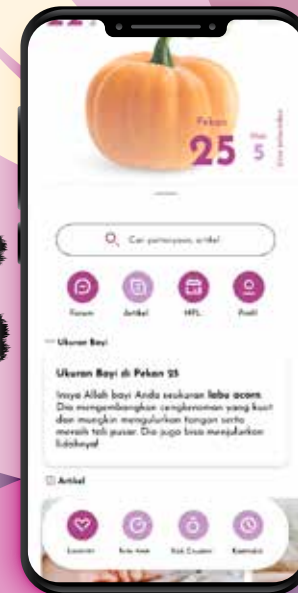 Pekan
25
5
Cari pertanyaan, artikel
Forum
Artikel
HPL
Profil
Ukuran Bayi
Ukuran Bayi di Pekan 25
Insya Allah bayi Anda seukuran labu acorn.
Dia mengembangkan cengkeraman yang kuat
dan mungkin mengulurkan tangan serta
meraih tali pusar. Dia juga bisa menjulurkan
lidahnya!
Artikel
Kontraksi